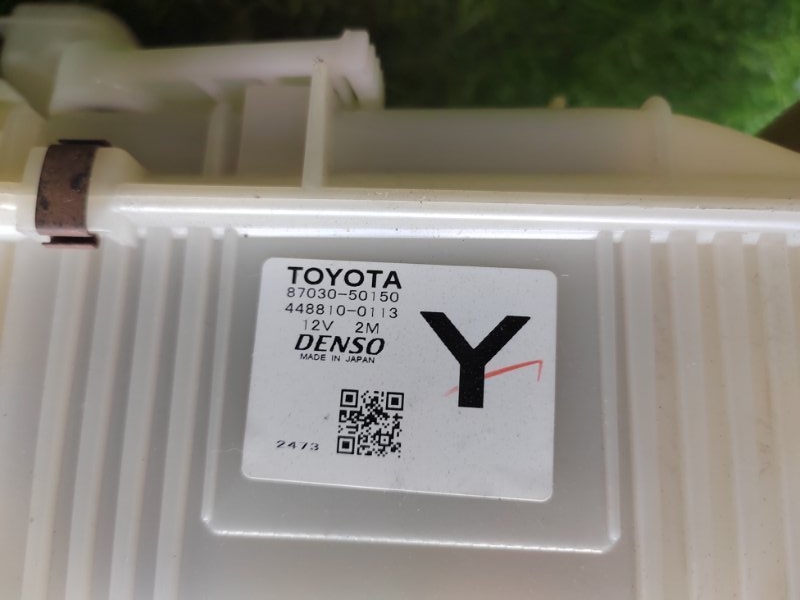 TOYOTA
87030-50150
448810-0113
12V 2M
DENSO
MADE IN JAPAN
Y
2473